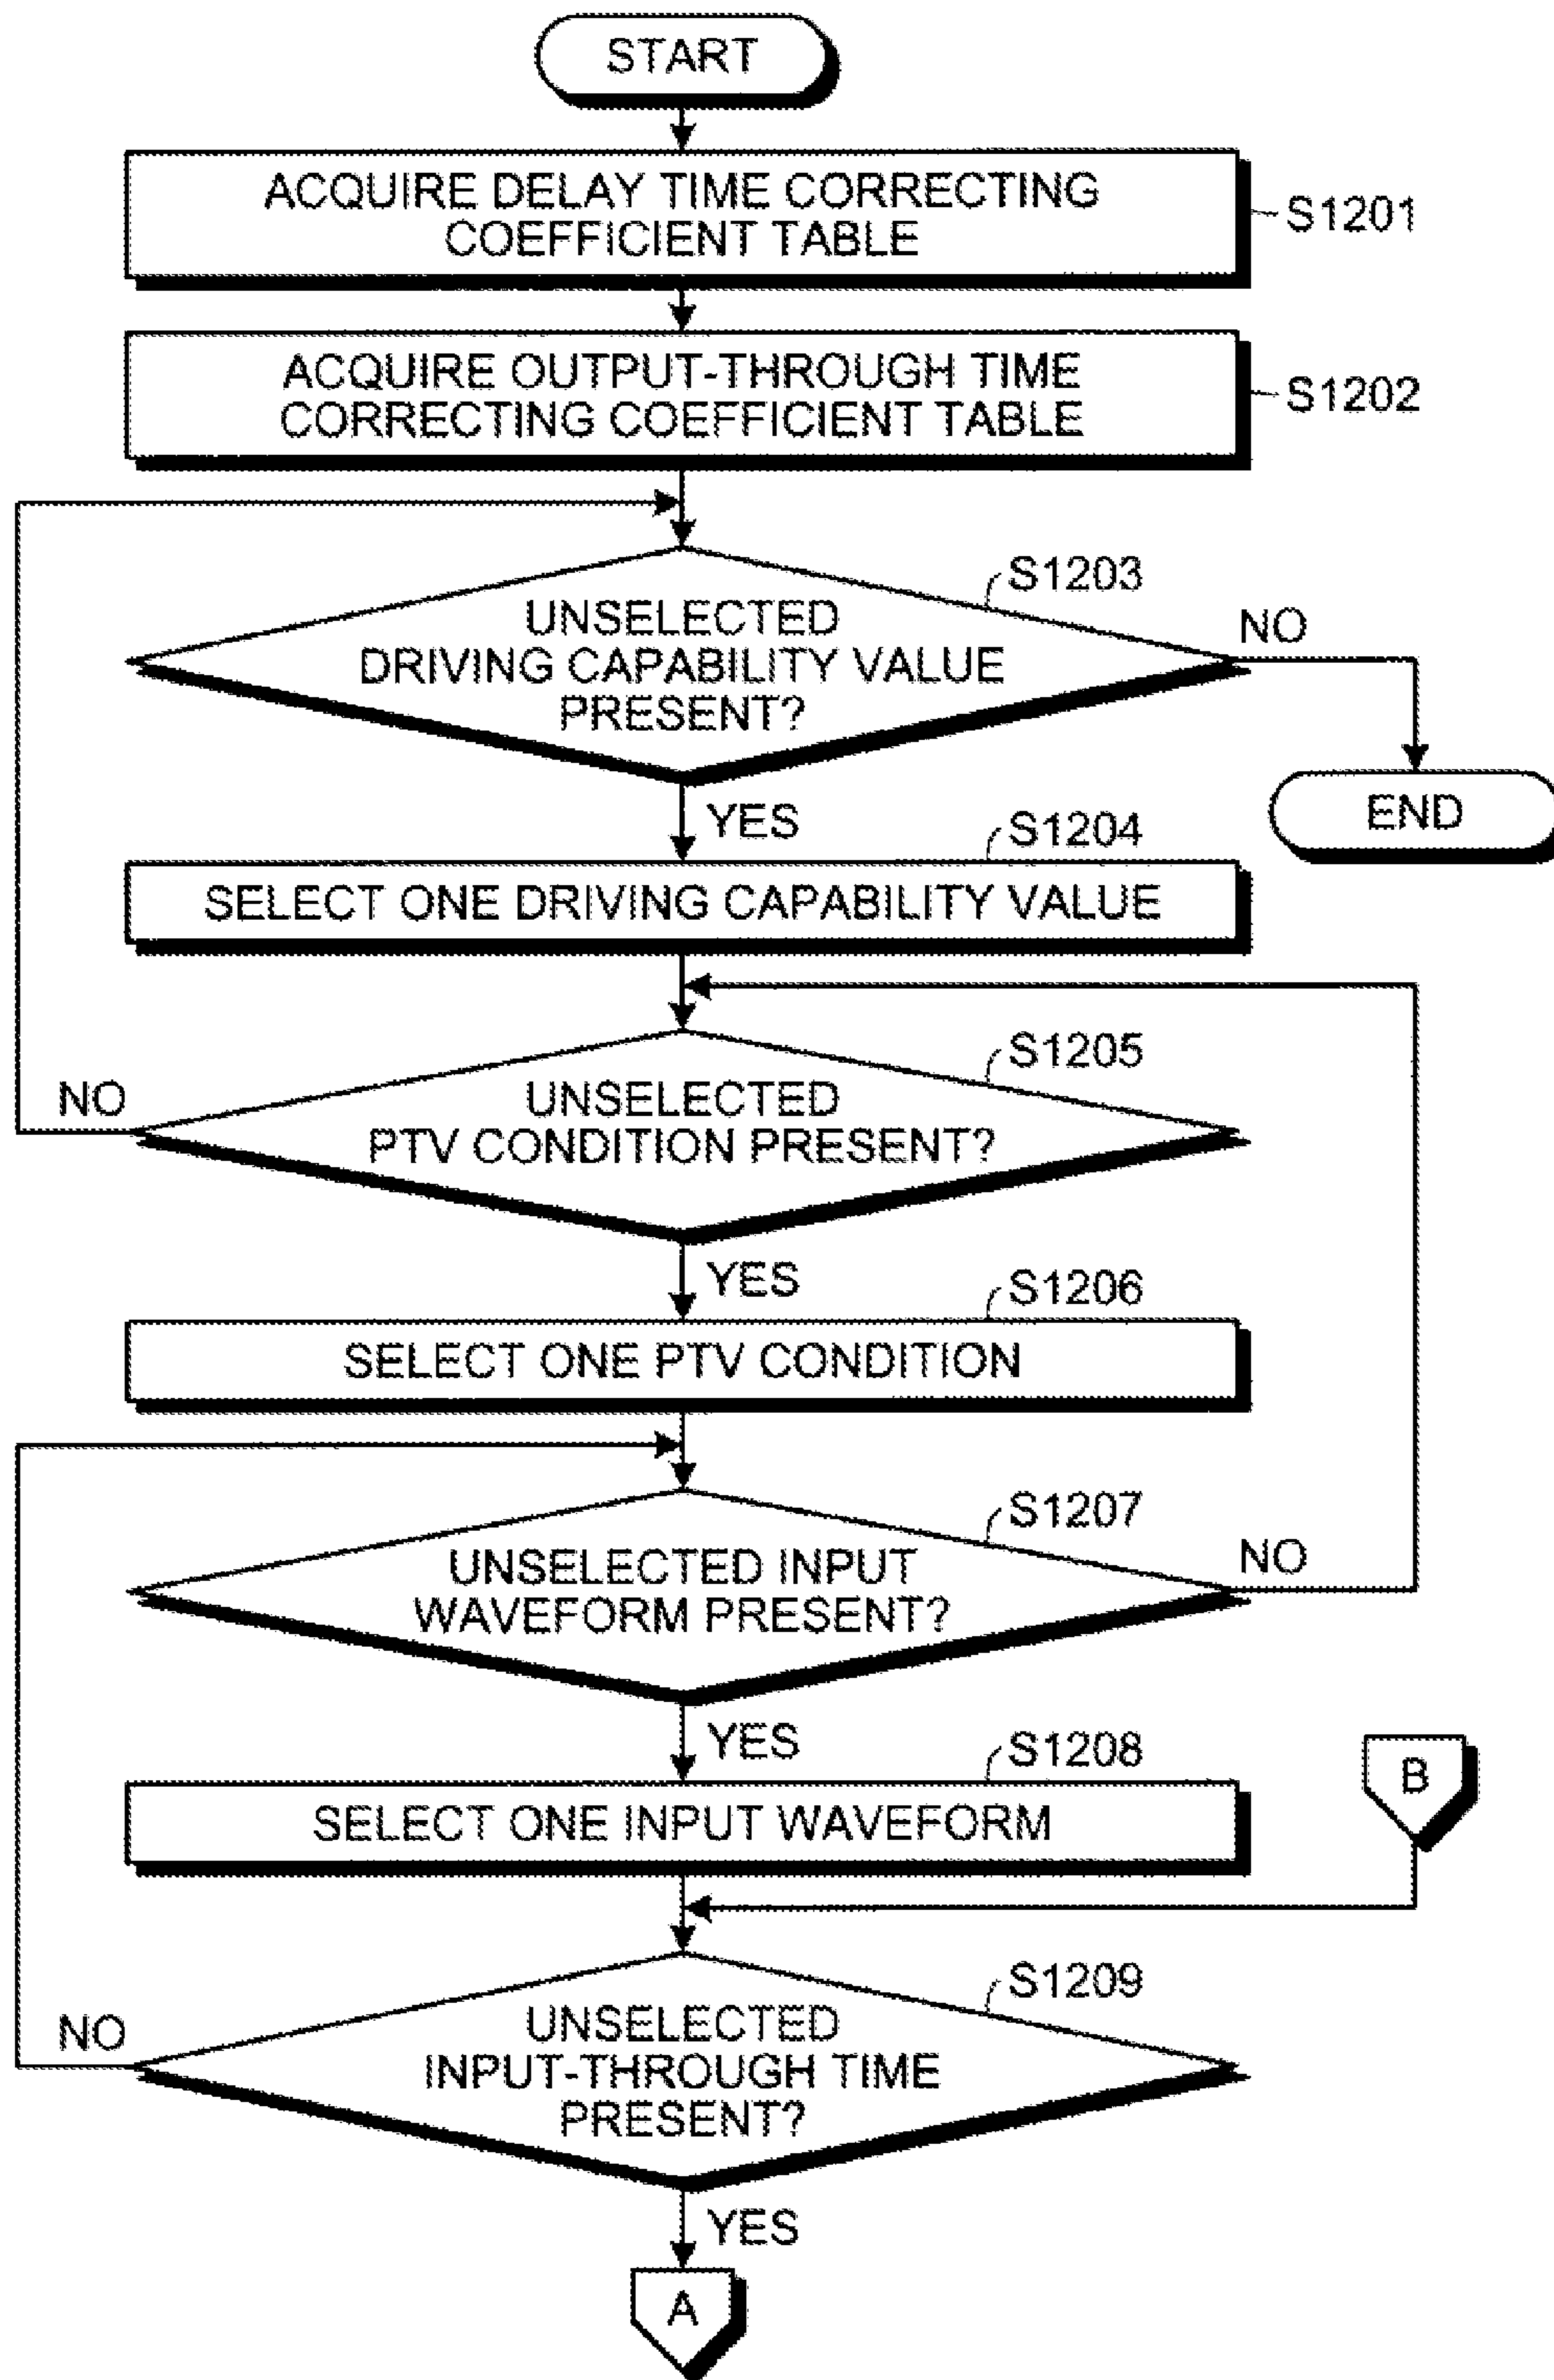 START
ACQUIRE DELAY TIME CORRECTING
COEFFICIENT TABLE
S1201
ACQUIRE OUTPUT-THROUGH TIME
CORRECTING COEFFICIENT TABLE
S1202
S1203
UNSELECTED
DRIVING CAPABILITY VALUE
PRESENT?
NO
END
YES
S1204
SELECT ONE DRIVING CAPABILITY VALUE
S1205
NO
UNSELECTED
PTV CONDITION PRESENT?
YES
S1206
SELECT ONE PTV CONDITION
S1207
UNSELECTED INPUT
WAVEFORM PRESENT?
NO
YES
S1208
SELECT ONE INPUT WAVEFORM
B
S1209
NO
UNSELECTED
INPUT-THROUGH TIME
PRESENT?
YES
A